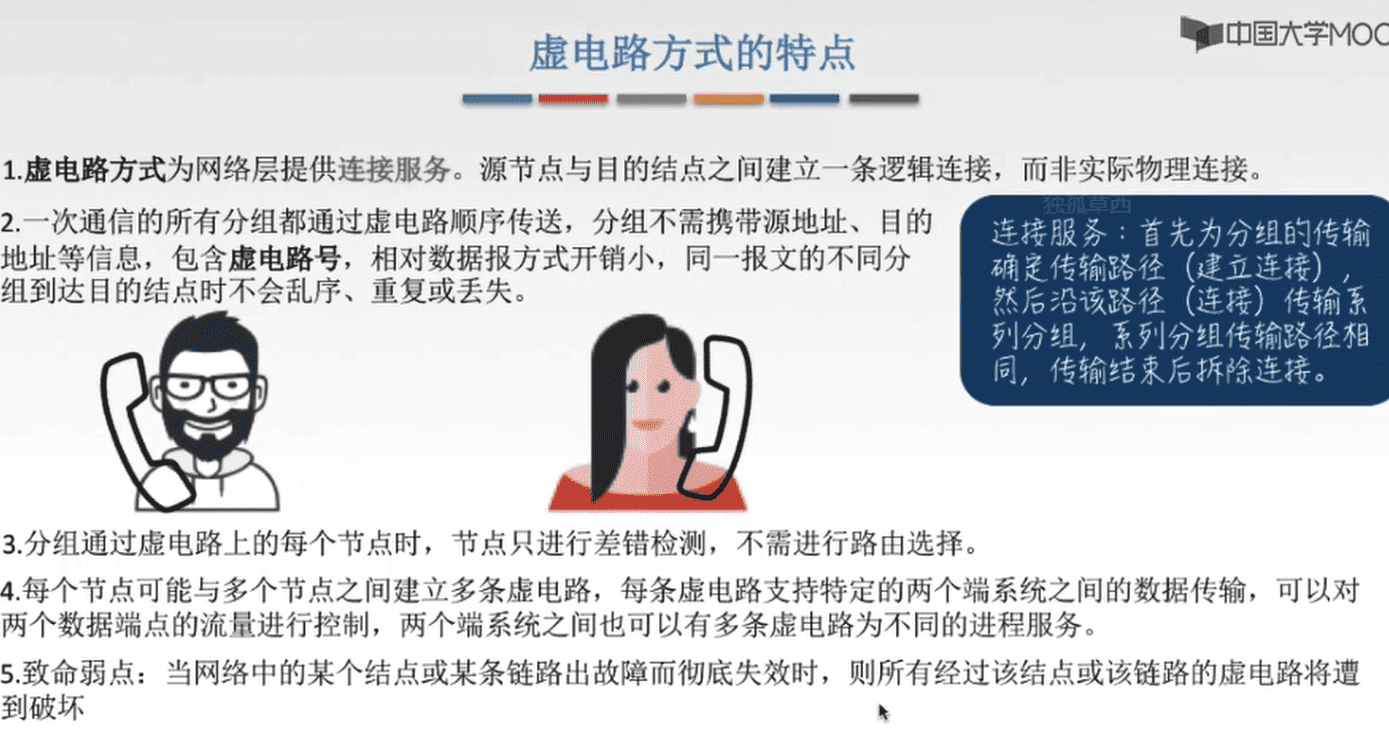 虚电路方式的特点
中国大学MOO
1.虚电路方式为网络层提供连接服务。源节点与目的结点之间建立一条逻辑连接，而非实际物理连接。
2.一次通信的所有分组都通过虚电路顺序传送，分组不需携带源地址、目的
地址等信息，包含虚电路号，相对数据报方式开销小，同一报文的不同分
组到达目的结点时不会乱序、重复或丢失。
独孤草西
连接服务：首先为分组的传输
确定传输路径（建立连接），
然后沿该路径（连接）传输系
列分组，系列分组传输路径相
同，传输结束后拆除连接。
3.分组通过虚电路上的每个节点时，节点只进行差错检测，不需进行路由选择。
4.每个节点可能与多个节点之间建立多条虚电路，每条虚电路支持特定的两个端系统之间的数据传输，可以对
两个数据端点的流量进行控制，两个端系统之间也可以有多条虚电路为不同的进程服务。
5.致命弱点：当网络中的某个结点或某条链路出故障而彻底失效时，则所有经过该结点或该链路的虚电路将遭
到破坏